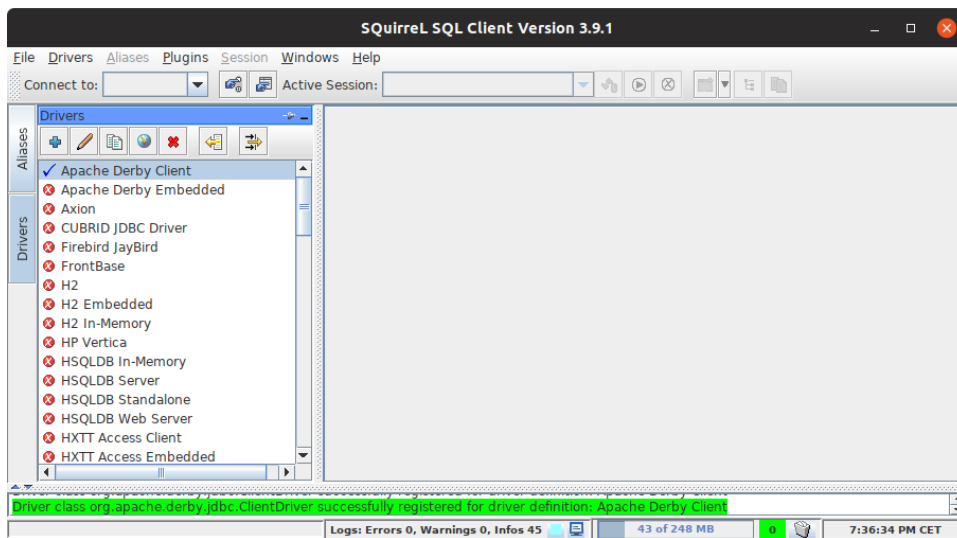 SQuirreL SQL Client Version 3.9.1
File Drivers Aliases Plugins Session Windows Help
Connect to: Active Session:
Aliases
Drivers
Drivers
Apache Derby Client
Apache Derby Embedded
Axion
CUBRID JDBC Driver
Firebird JayBird
FrontBase
H2
H2 Embedded
H2 In-Memory
HP Vertica
HSQLDB In-Memory
HSQLDB Server
HSQLDB Standalone
HSQLDB Web Server
HXTT Access Client
HXTT Access Embedded
Driver class org.apache.derby.jdbc.ClientDriver successfully registered for driver definition: Apache Derby Client
Logs: Errors 0, Warnings 0, Infos 45 43 of 248 MB 0 7:36:34 PM CET